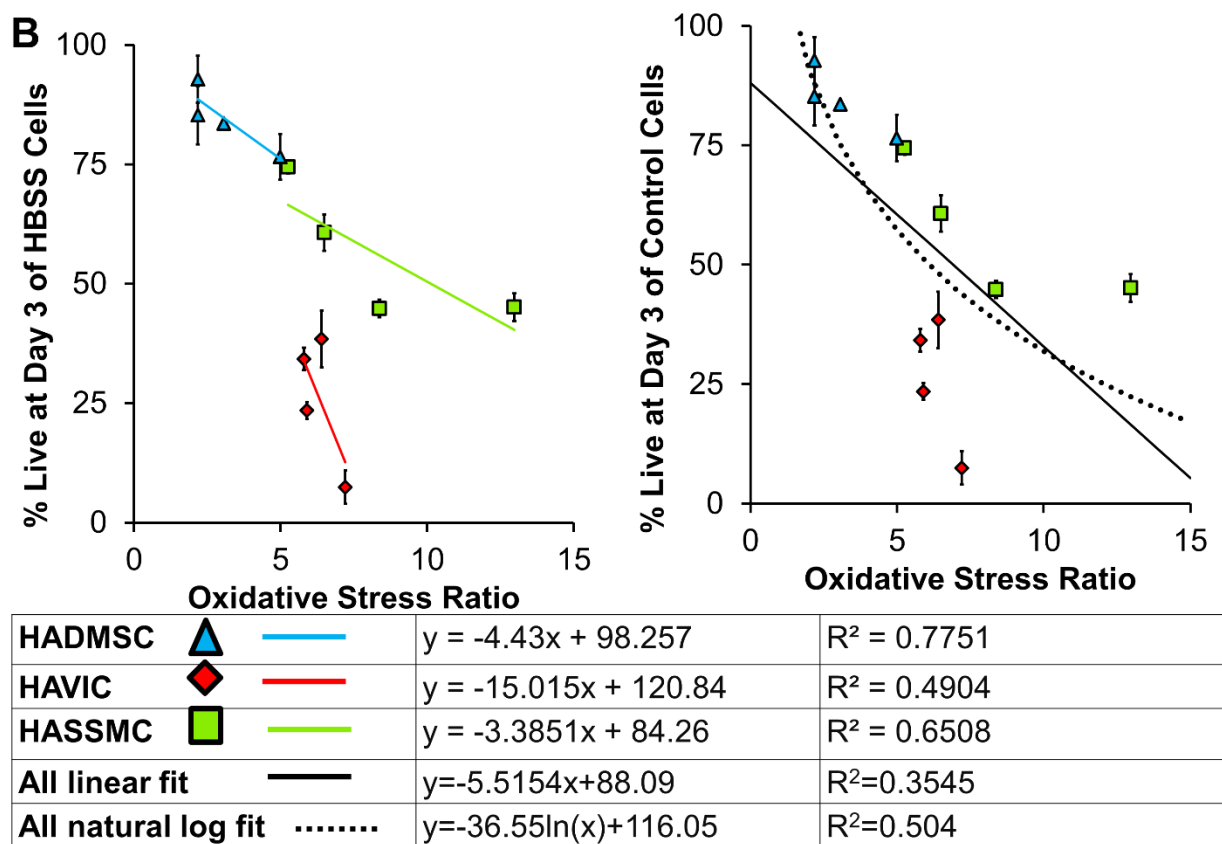 B
% Live at Day 3 of HBSS Cells
100
75
50
25
0
0 5 10 15
Oxidative Stress Ratio
% Live at Day 3 of Control Cells
100
75
50
25
0
0 5 10 15
Oxidative Stress Ratio
HADMSC y = -4.43x + 98.257 R² = 0.7751
HAVIC y = -15.015x + 120.84 R² = 0.4904
HASSMC y = -3.3851x + 84.26 R² = 0.6508
All linear fit y=-5.5154x+88.09 R²=0.3545
All natural log fit y=-36.55ln(x)+116.05 R²=0.504